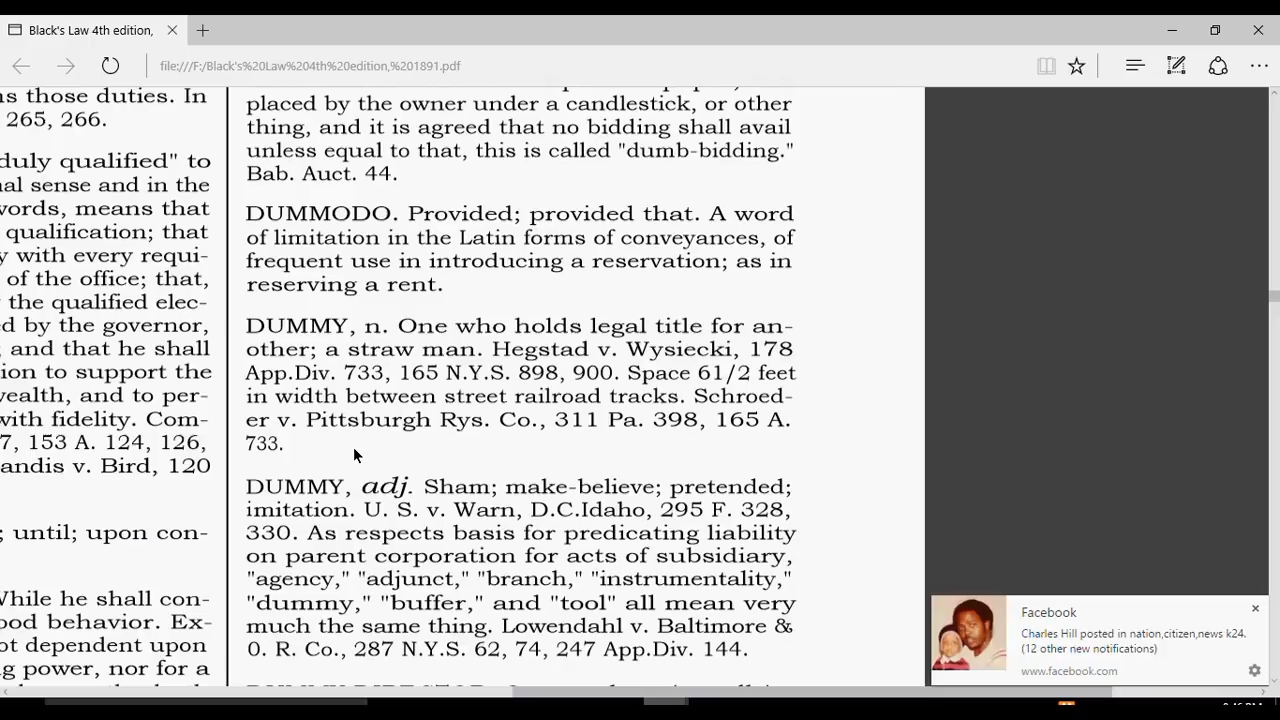 Black's Law 4th edition,
file:///F:/Black's%20Law%204th%20edition,%201891.pdf
ns those duties. In
265, 266.
duly qualified" to
nal sense and in the
words, means that
qualification; that
y with every requi-
of the office; that,
the qualified elec-
ed by the governor,
; and that he shall
ion to support the
wealth, and to per-
with fidelity. Com-
7, 153 A. 124, 126,
andis v. Bird, 120
; until; upon con-
While he shall con-
ood behavior. Ex-
ot dependent upon
ng power, nor for a
placed by the owner under a candlestick, or other
thing, and it is agreed that no bidding shall avail
unless equal to that, this is called "dumb-bidding."
Bab. Auct. 44.
DUMMODO. Provided; provided that. A word
of limitation in the Latin forms of conveyances, of
frequent use in introducing a reservation; as in
reserving a rent.
DUMMY, n. One who holds legal title for an-
other; a straw man. Hegstad v. Wysiecki, 178
App.Div. 733, 165 N.Y.S. 898, 900. Space 61/2 feet
in width between street railroad tracks. Schroed-
er v. Pittsburgh Rys. Co., 311 Pa. 398, 165 A.
733.
DUMMY, adj. Sham; make-believe; pretended;
imitation. U. S. v. Warn, D.C.Idaho, 295 F. 328,
330. As respects basis for predicating liability
on parent corporation for acts of subsidiary,
"agency," "adjunct," "branch," "instrumentality,"
"dummy," "buffer," and "tool" all mean very
much the same thing. Lowendahl v. Baltimore &
0. R. Co., 287 N.Y.S. 62, 74, 247 App.Div. 144.
Facebook
Charles Hill posted in nation,citizen,news k24.
(12 other new notifications)
www.facebook.com